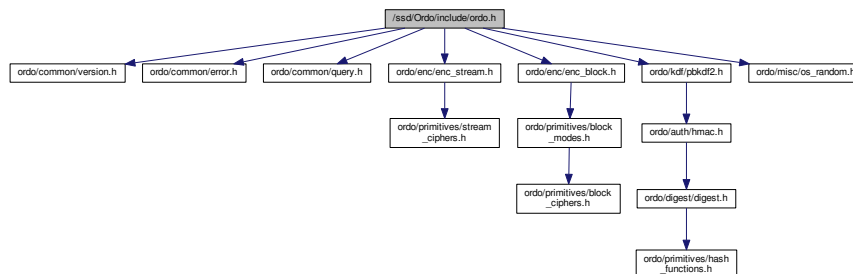 /ssd/Ordo/include/ordo.h
ordo/common/version.h
ordo/common/error.h
ordo/common/query.h
ordo/enc/enc_stream.h
ordo/enc/enc_block.h
ordo/kdf/pbkdf2.h
ordo/misc/os_random.h
ordo/primitives/stream
_ciphers.h
ordo/primitives/block
_modes.h
ordo/auth/hmac.h
ordo/primitives/block
_ciphers.h
ordo/digest/digest.h
ordo/primitives/hash
_functions.h